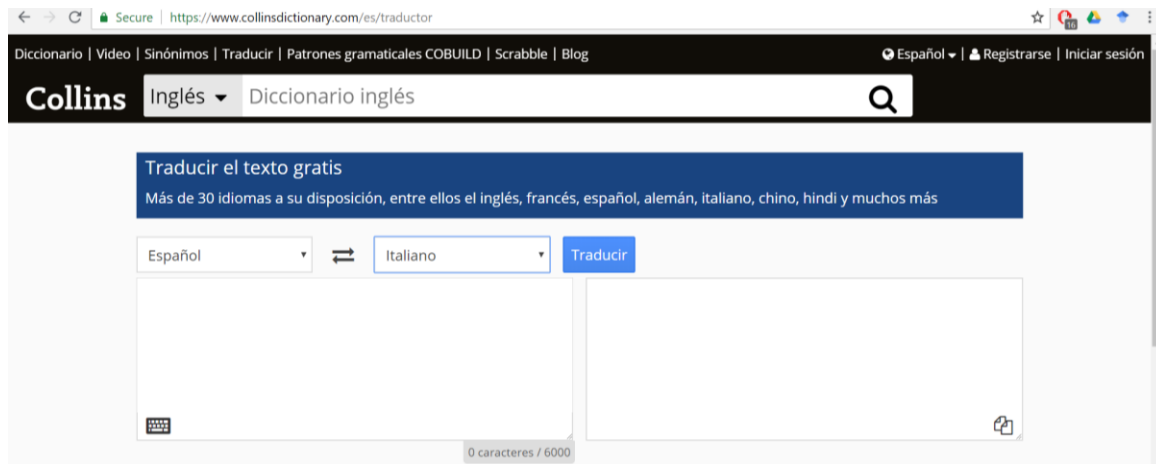 Secure | https://www.collinsdictionary.com/es/traductor
16
Diccionario | Video | Sinónimos | Traducir | Patrones gramaticales COBUILD | Scrabble | Blog
Español | Registrarse | Iniciar sesión
Collins Inglés Diccionario inglés
Traducir el texto gratis
Más de 30 idiomas a su disposición, entre ellos el inglés, francés, español, alemán, italiano, chino, hindi y muchos más
Español Italiano Traducir
0 caracteres / 6000